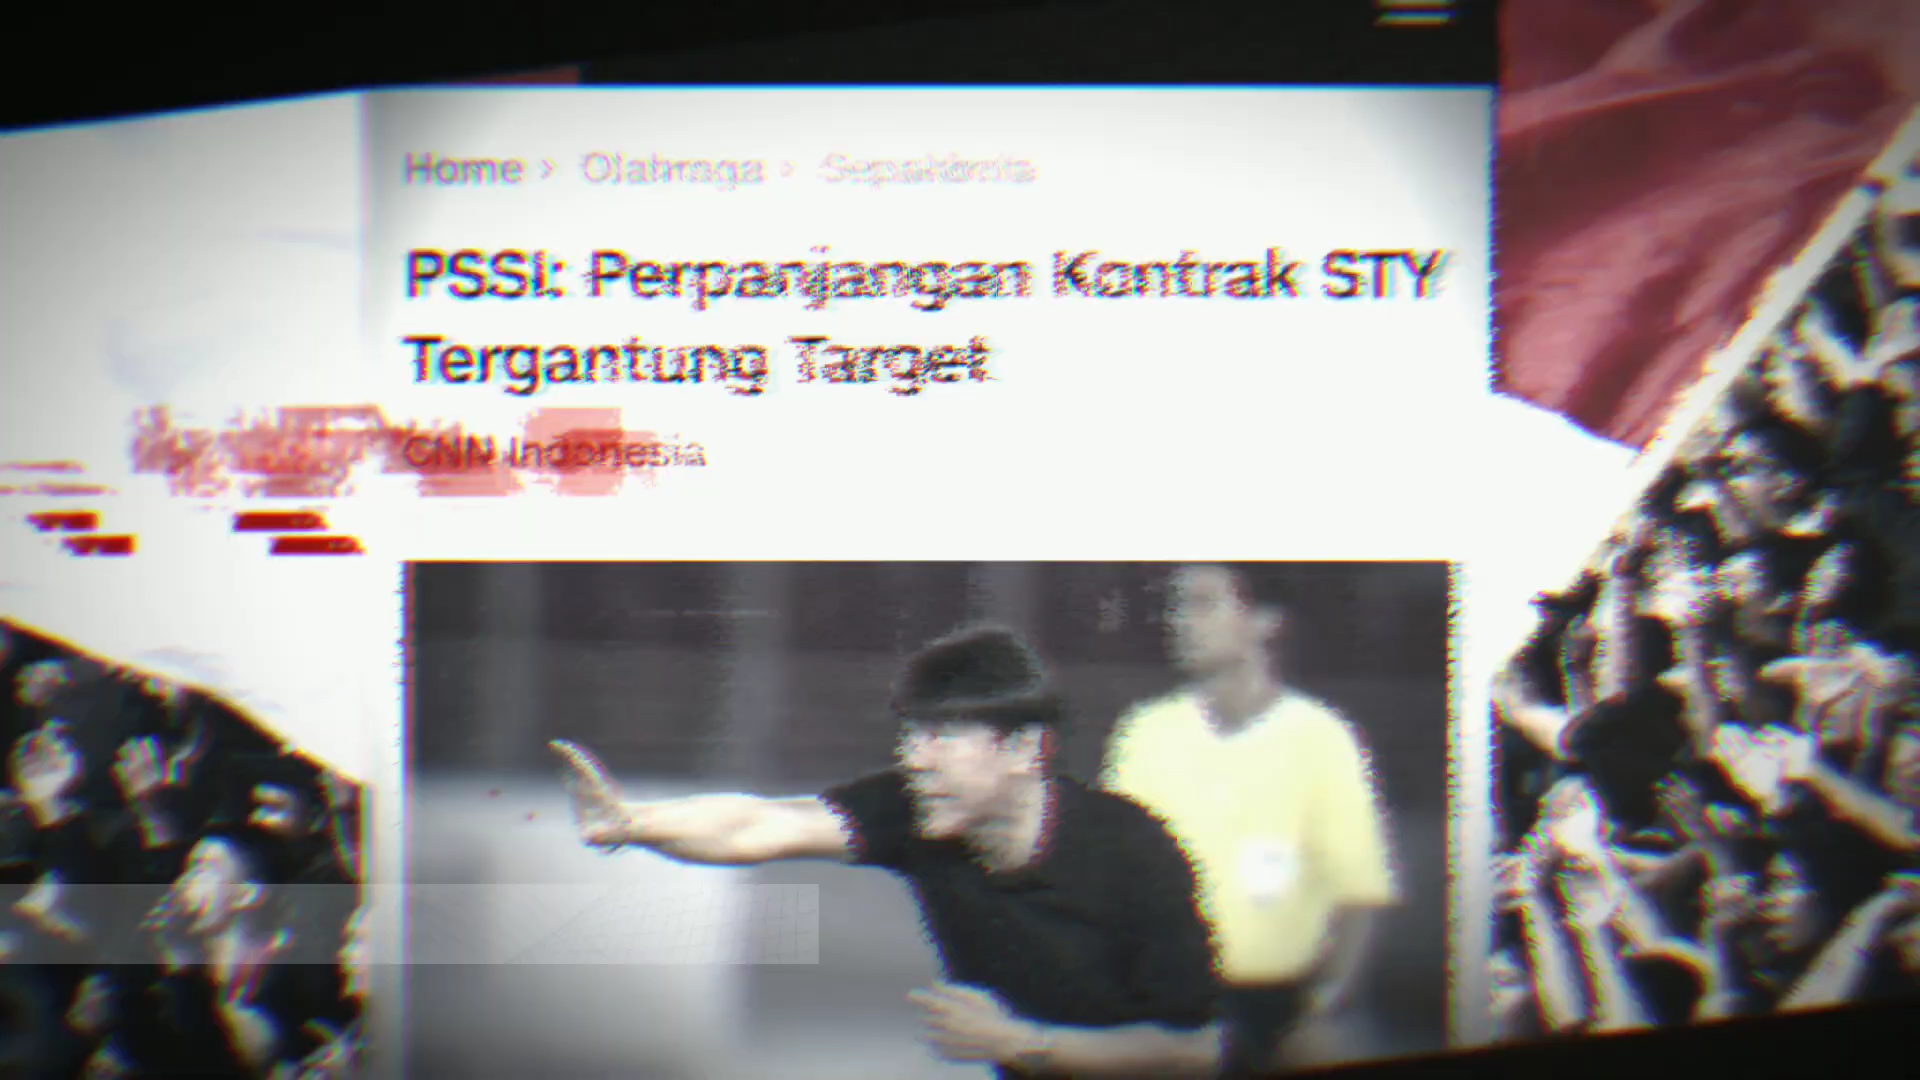 Home > Olahraga > Sepakbola
PSSI: Perpanjangan Kontrak STY
Tergantung Target
CNN Indonesia